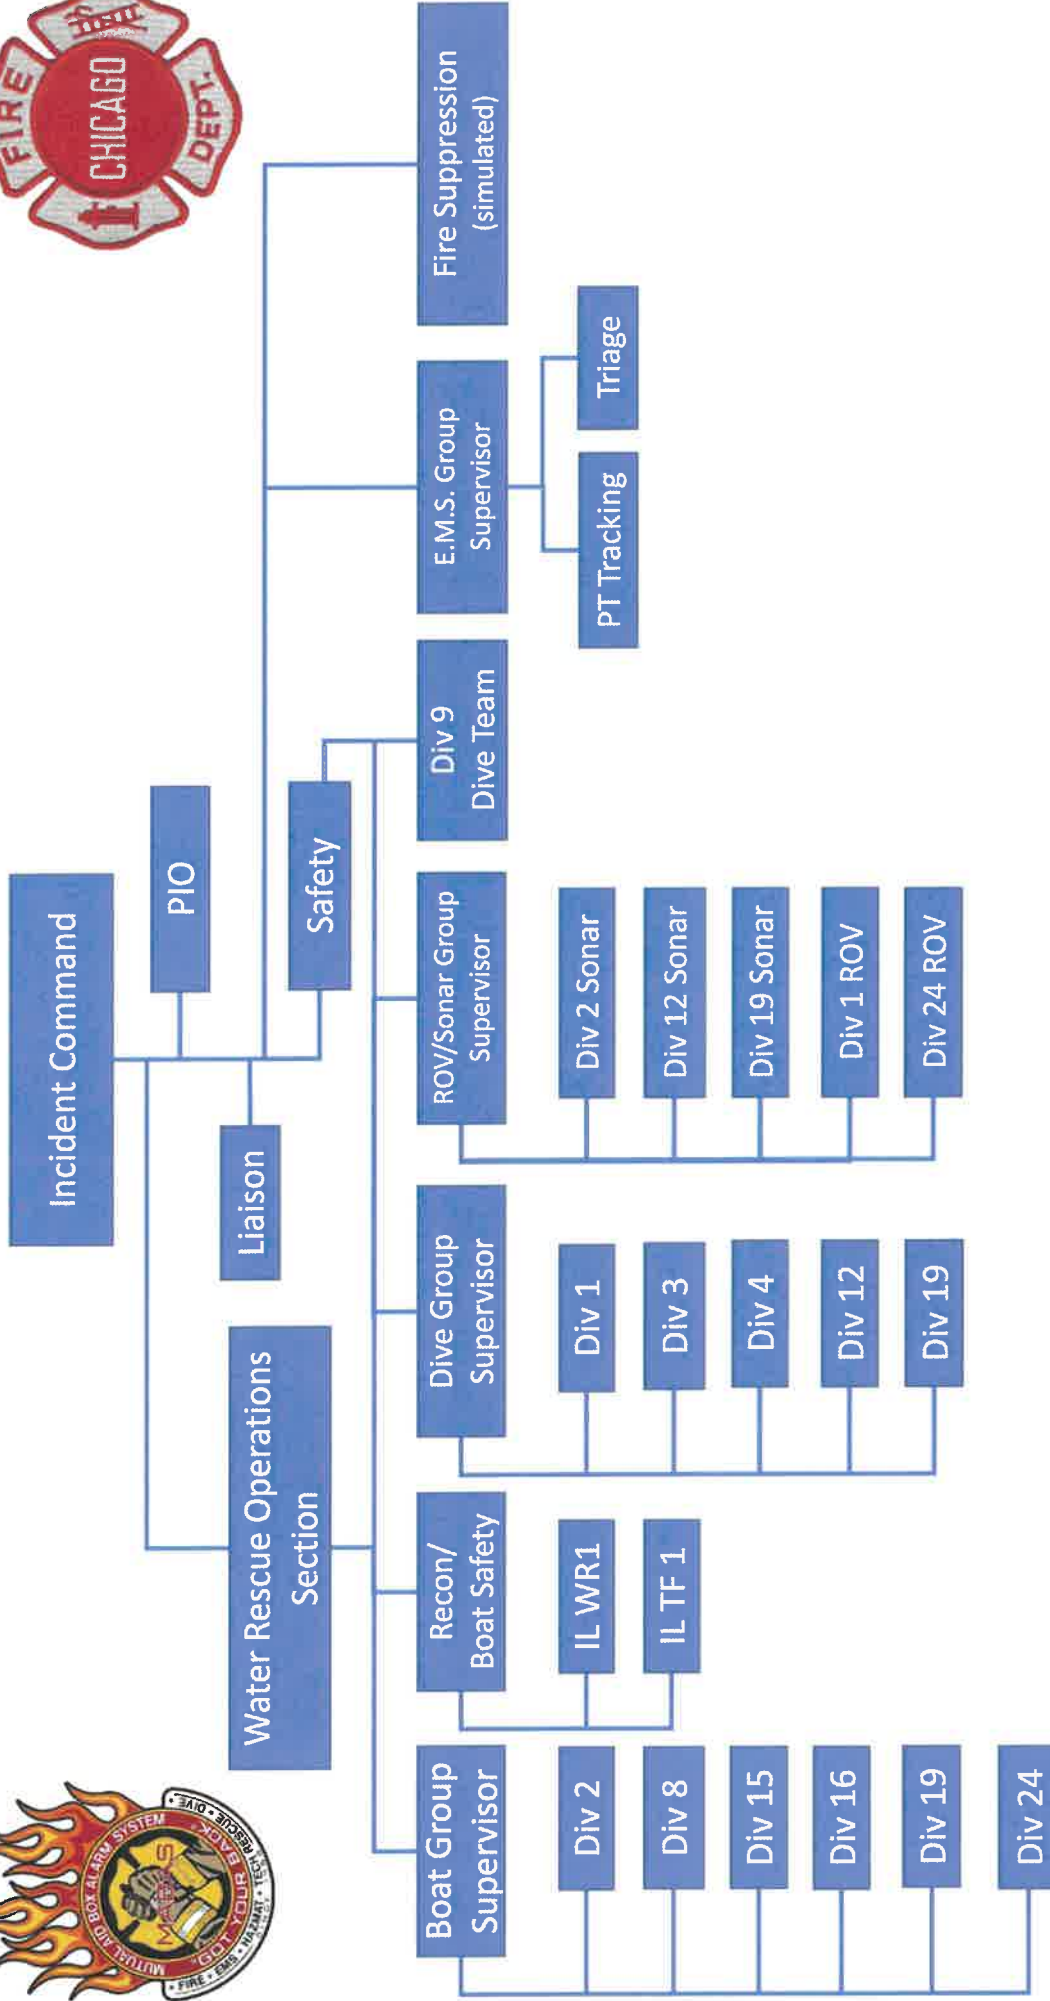 MUTUAL AID BOX ALARM SYSTEM
MABAS
"GOT YOUR BACK"
• FIRE • EMS • HAZMAT • TECH RESCUE • DIVE •
FIRE
CHICAGO
DEPT.
Incident Command
PIO
Liaison
Safety
Water Rescue Operations
Section
Boat Group
Supervisor
Div 2
Div 8
Div 15
Div 16
Div 19
Div 24
Recon/
Boat Safety
IL WR1
IL TF 1
Dive Group
Supervisor
Div 1
Div 3
Div 4
Div 12
Div 19
ROV/Sonar Group
Supervisor
Div 2 Sonar
Div 12 Sonar
Div 19 Sonar
Div 1 ROV
Div 24 ROV
Div 9
Dive Team
E.M.S. Group
Supervisor
PT Tracking
Triage
Fire Suppression
(simulated)